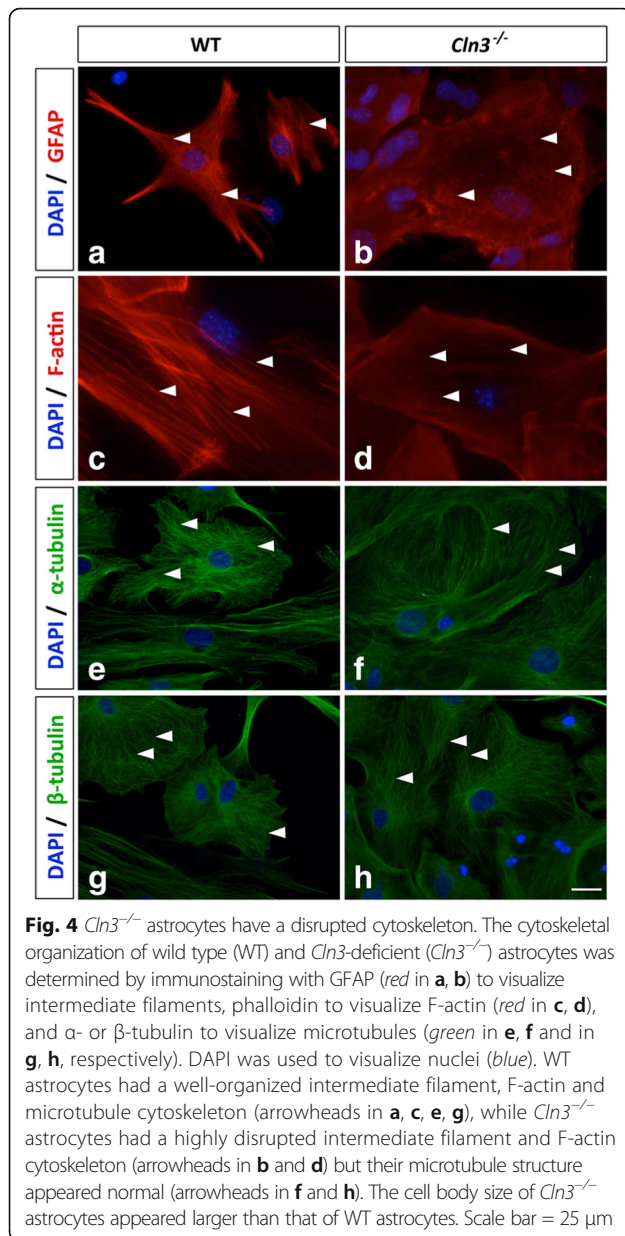 WT
Cln3-/-
DAPI / GFAP
a
b
DAPI / F-actin
c
d
DAPI / α-tubulin
e
f
DAPI / β-tubulin
g
h
Fig. 4 Cln3−/− astrocytes have a disrupted cytoskeleton. The cytoskeletal
organization of wild type (WT) and Cln3-deficient (Cln3−/−) astrocytes was
determined by immunostaining with GFAP (red in a, b) to visualize
intermediate filaments, phalloidin to visualize F-actin (red in c, d),
and α- or β-tubulin to visualize microtubules (green in e, f and in
g, h, respectively). DAPI was used to visualize nuclei (blue). WT
astrocytes had a well-organized intermediate filament, F-actin and
microtubule cytoskeleton (arrowheads in a, c, e, g), while Cln3−/−
astrocytes had a highly disrupted intermediate filament and F-actin
cytoskeleton (arrowheads in b and d) but their microtubule structure
appeared normal (arrowheads in f and h). The cell body size of Cln3−/−
astrocytes appeared larger than that of WT astrocytes. Scale bar = 25 μm